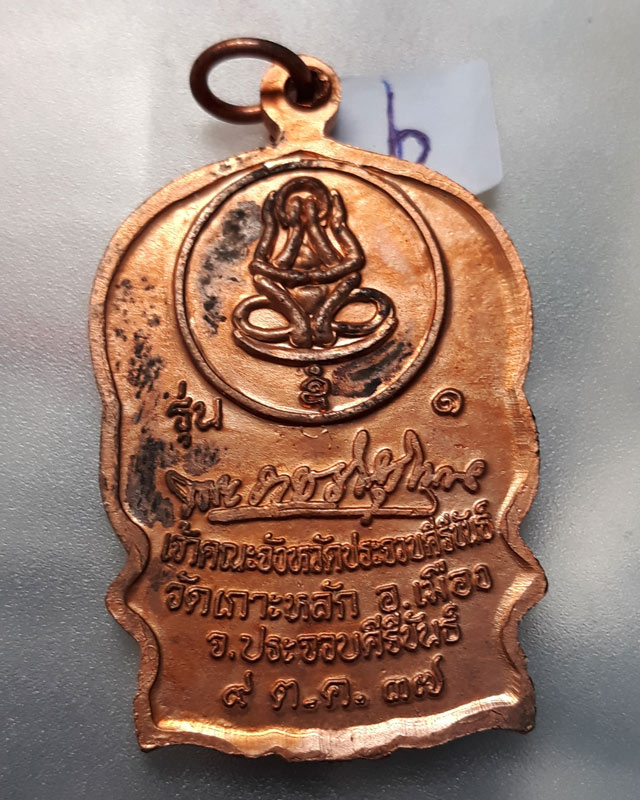 ๖
รุ่น ๑
เจ้าคณะจังหวัดประจวบคีรีขันธ์
วัดเกาะหลัก อ.เมือง
จ.ประจวบคีรีขันธ์
๙ ต.ค. ๓๗